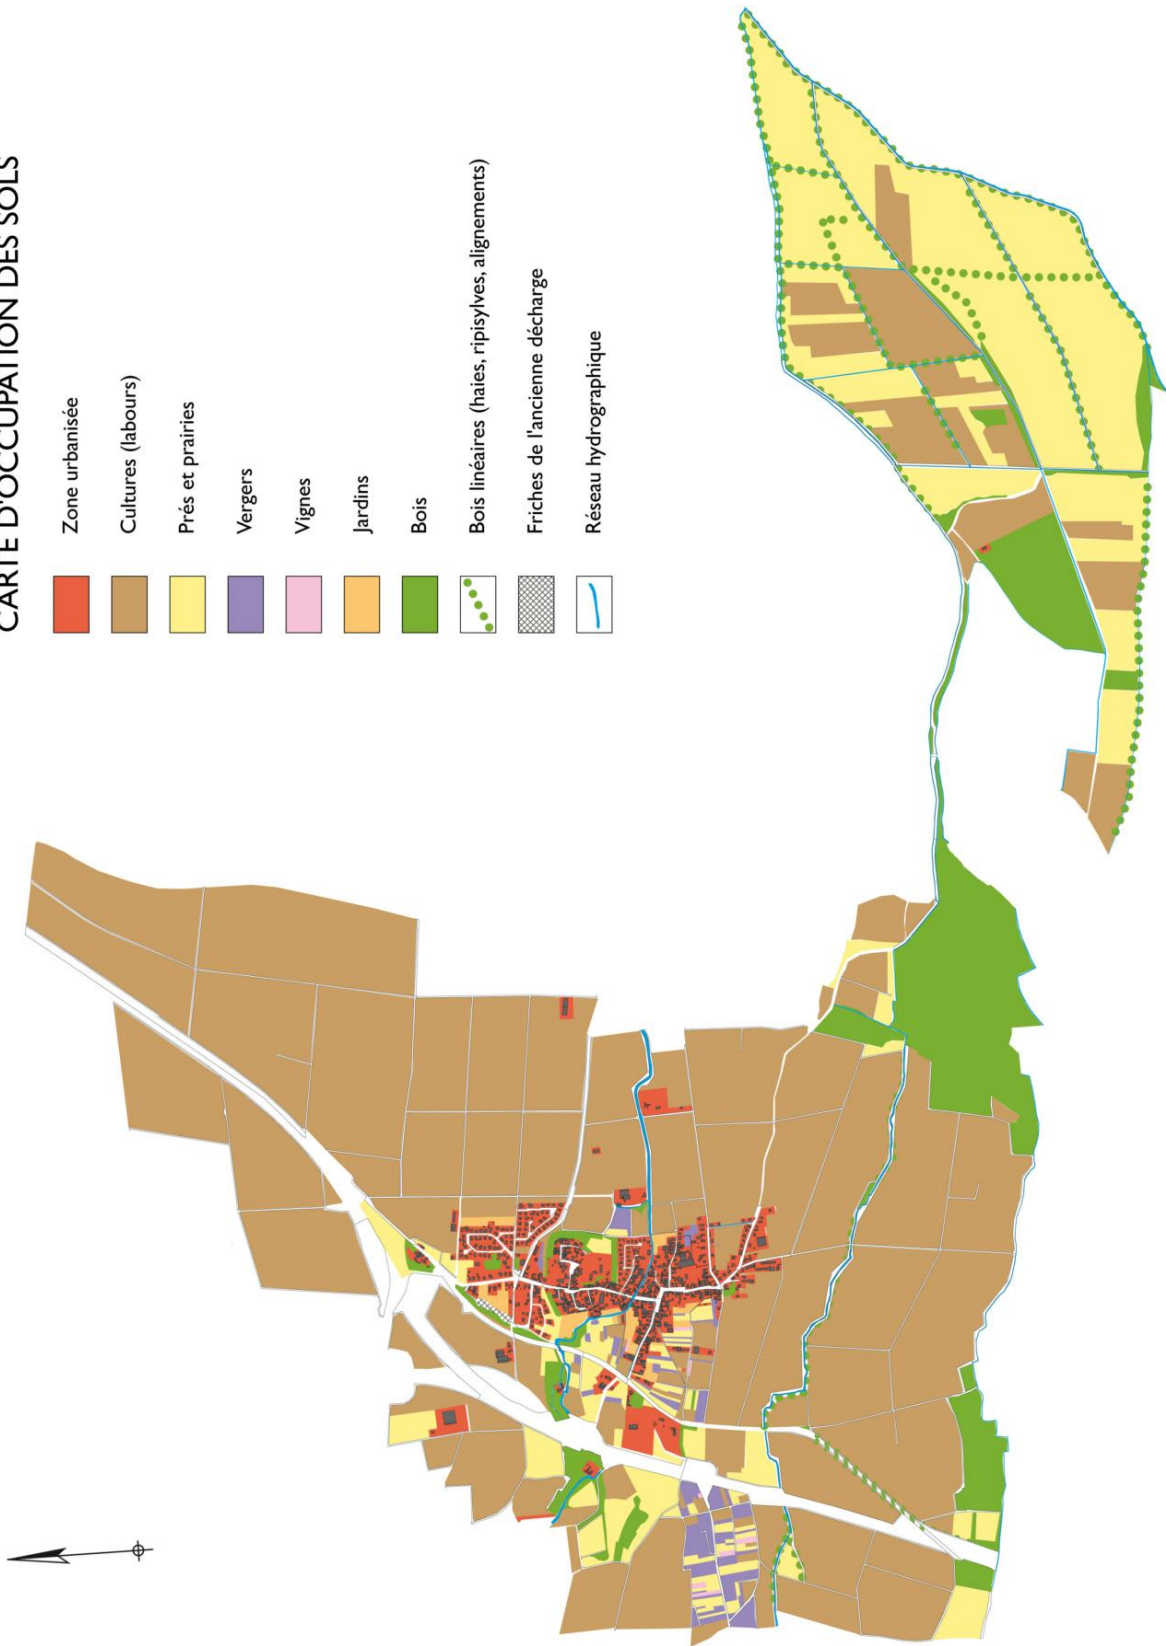 CARTE D'OCCUPATION DES SOLS
Zone urbanisée
Cultures (labours)
Prés et prairies
Vergers
Vignes
Jardins
Bois
Bois linéaires (haies, ripisylves, alignements)
Friches de l'ancienne décharge
Réseau hydrographique